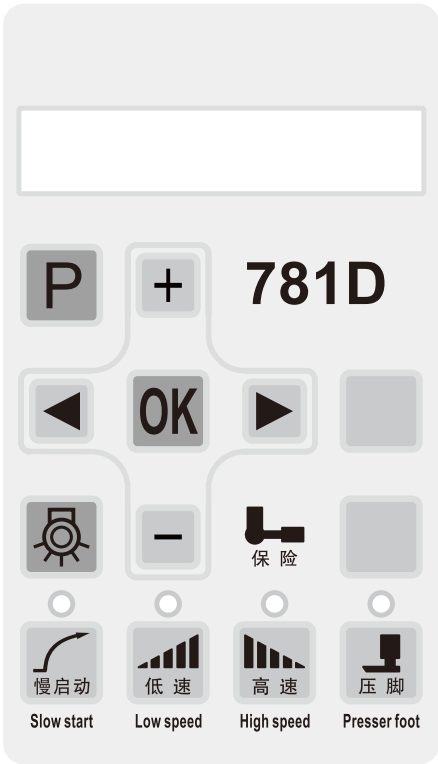 P
+
781D
OK
−
保险
慢启动
低速
高速
压脚
Slow start
Low speed
High speed
Presser foot